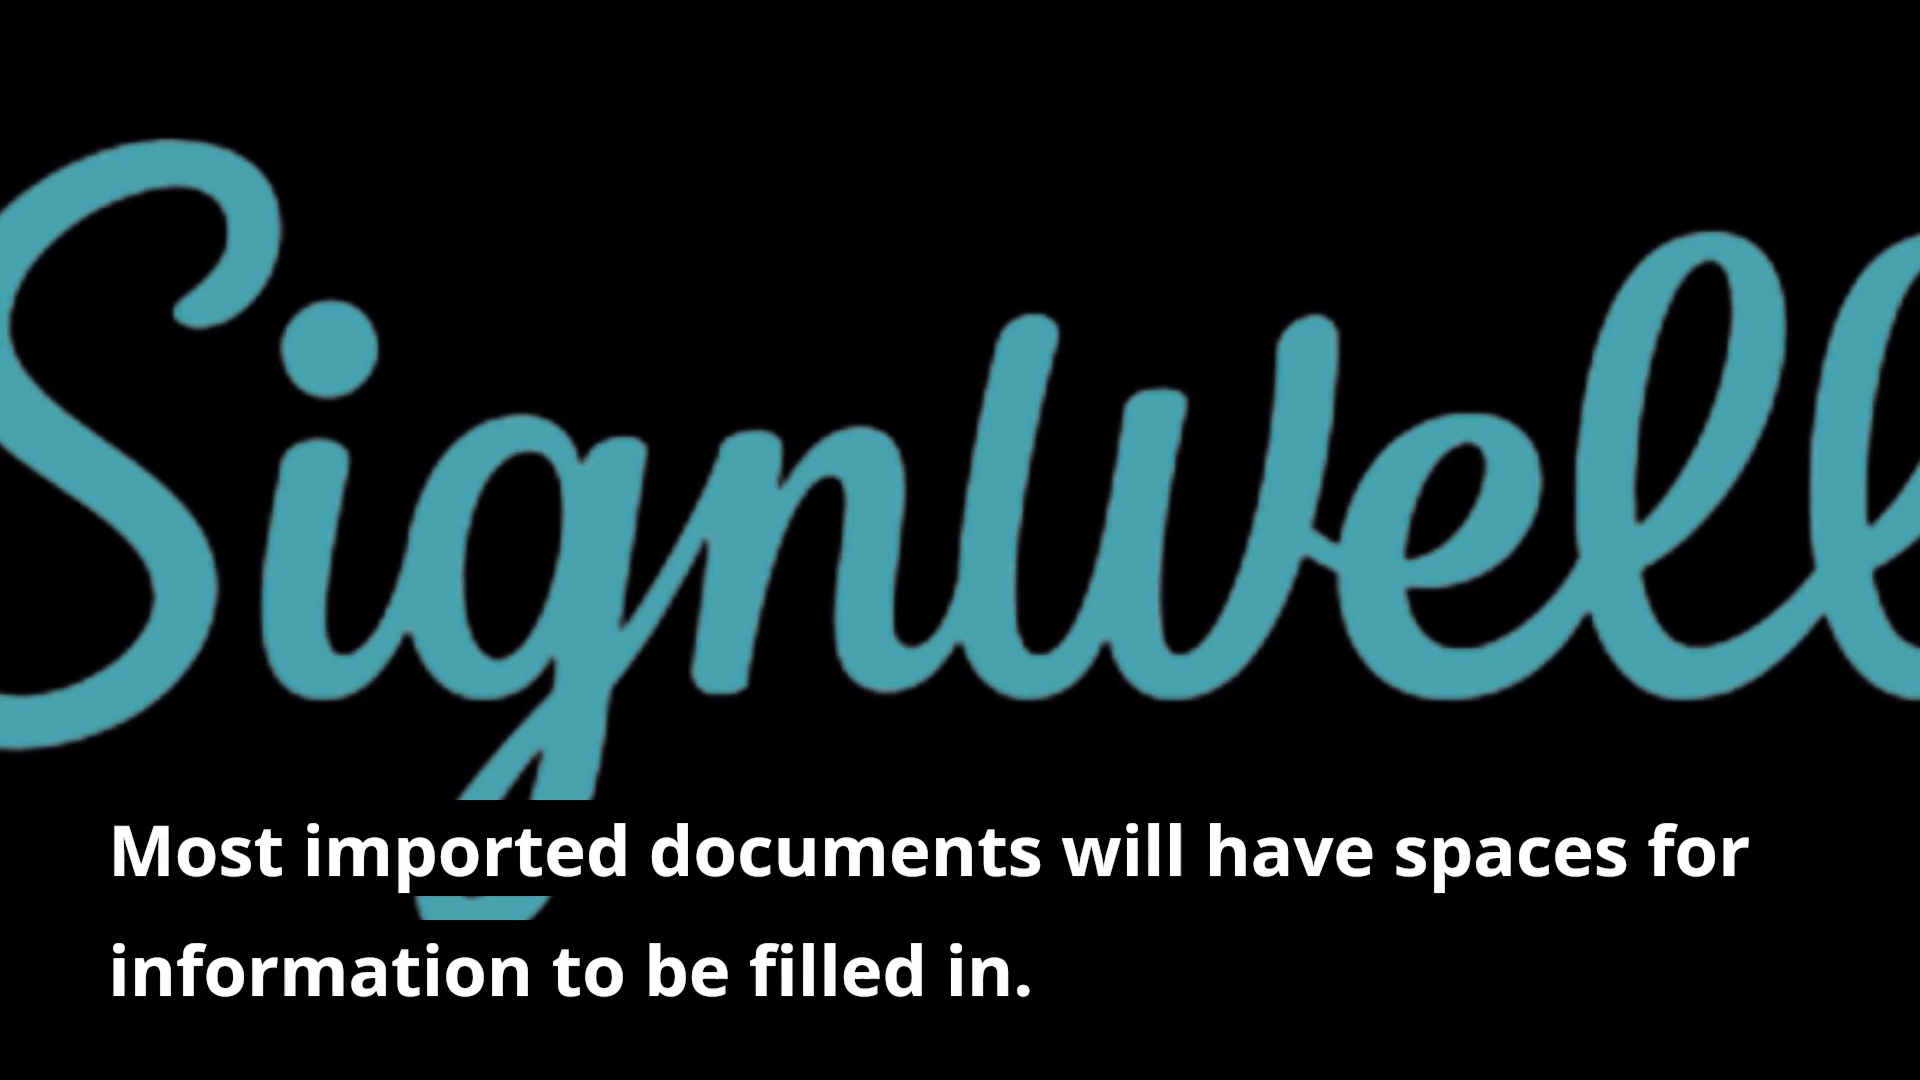 SignWell
Most imported documents will have spaces for
information to be filled in.